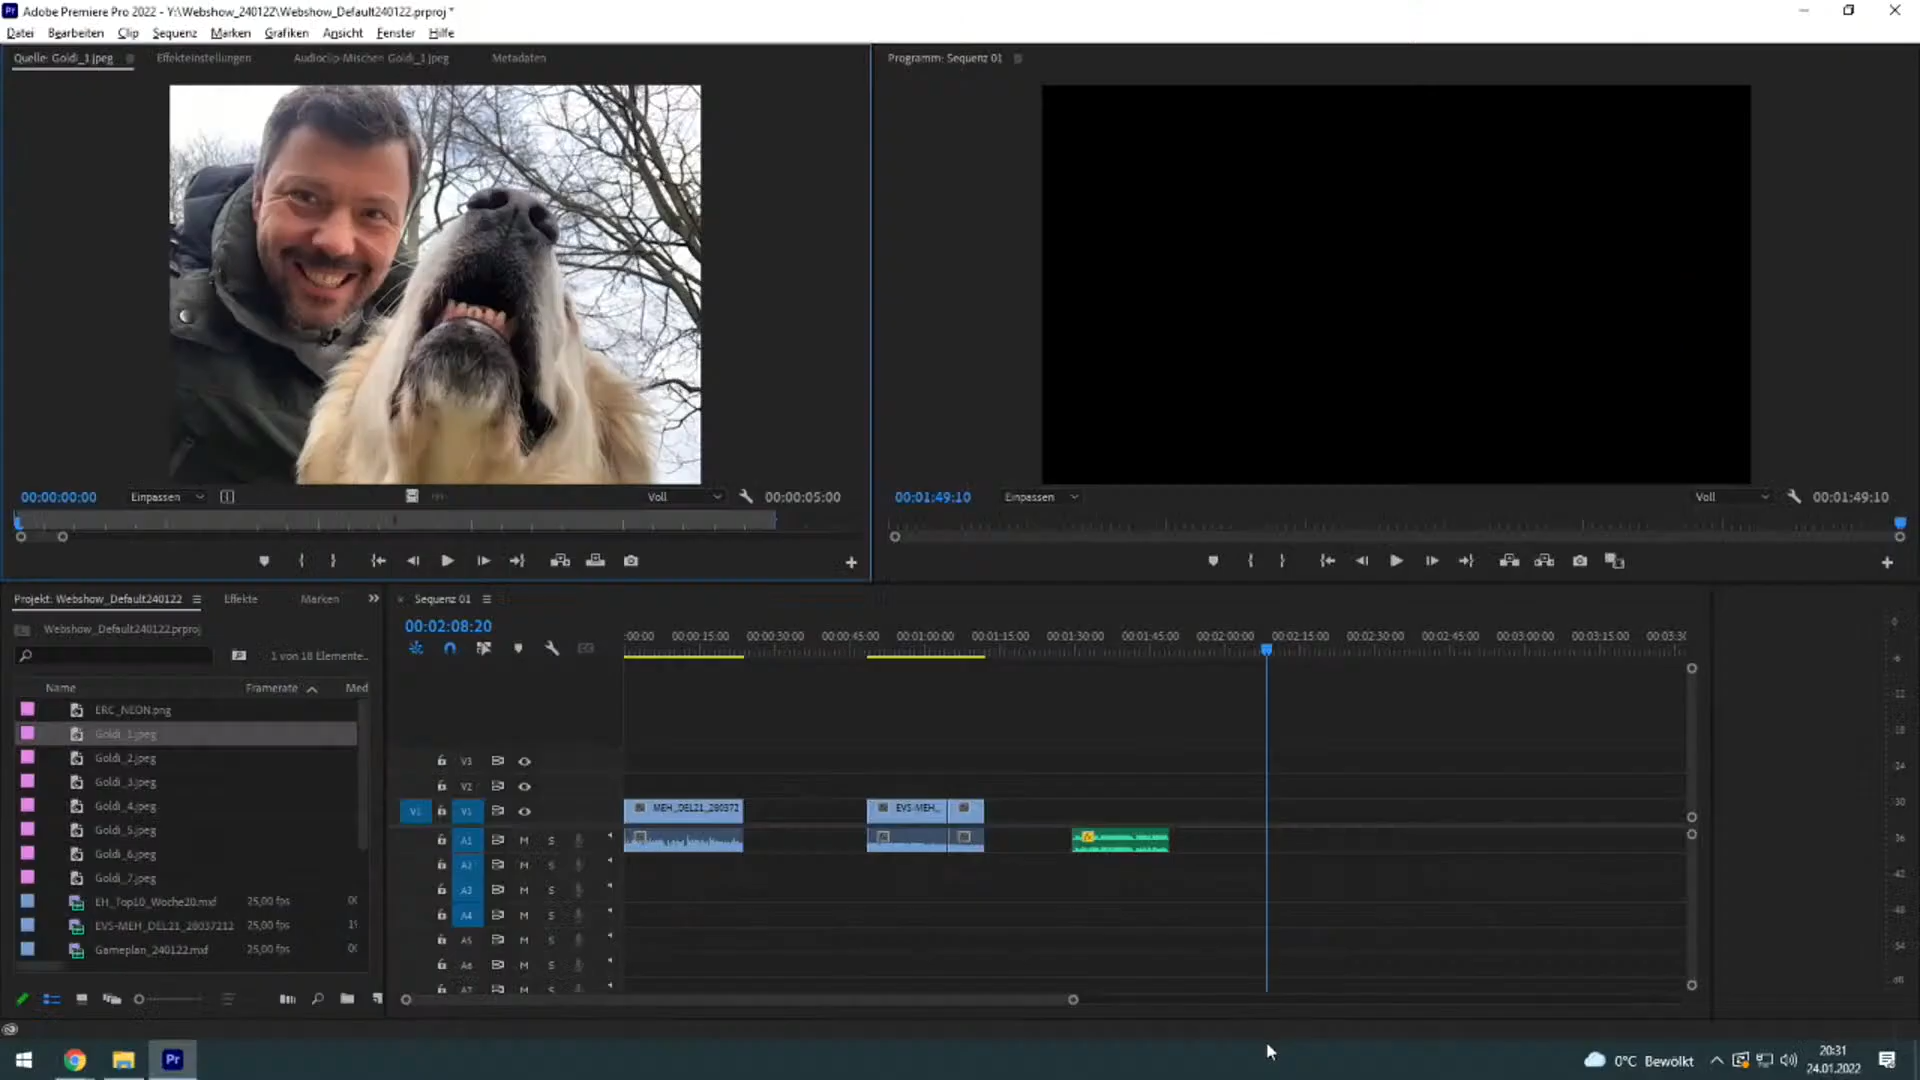 Adobe Premiere Pro 2022 - Y:\Webshow_240122\Webshow_Default240122.prproj *
Datei Bearbeiten Clip Sequenz Marken Grafiken Ansicht Fenster Hilfe
Quelle: Goldi_1.jpeg Effekteinstellungen Audioclip-Mischen Goldi_1.jpeg Metadaten
Programm: Sequenz 01
00:00:00:00 Einpassen Voll 00:00:05:00
00:01:49:10 Einpassen Voll 00:01:49:10
Projekt: Webshow_Default240122 Effekte Marken
Webshow_Default240122.prproj
1 von 18 Elemente...
Name Framerate Med
ERC_NEON.png
Goldi_1.jpeg
Goldi_2.jpeg
Goldi_3.jpeg
Goldi_4.jpeg
Goldi_5.jpeg
Goldi_6.jpeg
Goldi_7.jpeg
EH_Top10_Woche20.mxf 25,00 fps
EVS-MEH_DEL21_28037212 25,00 fps
Gameplan_240122.mxf 25,00 fps
Sequenz 01
00:02:08:20
:00:00 00:00:15:00 00:00:30:00 00:00:45:00 00:01:00:00 00:01:15:00 00:01:30:00 00:01:45:00 00:02:00:00 00:02:15:00 00:02:30:00 00:02:45:00 00:03:00:00 00:03:15:00 00:03:30
V3
V2
V1 V1 MEH_DEL21_280372 EVS-MEH_
A1 M S
A2 M S
A3 M S
A4 M S
A5 M S
A6 M S
A7 M S
dB
Pr
0°C Bewölkt
20:31
24.01.2022